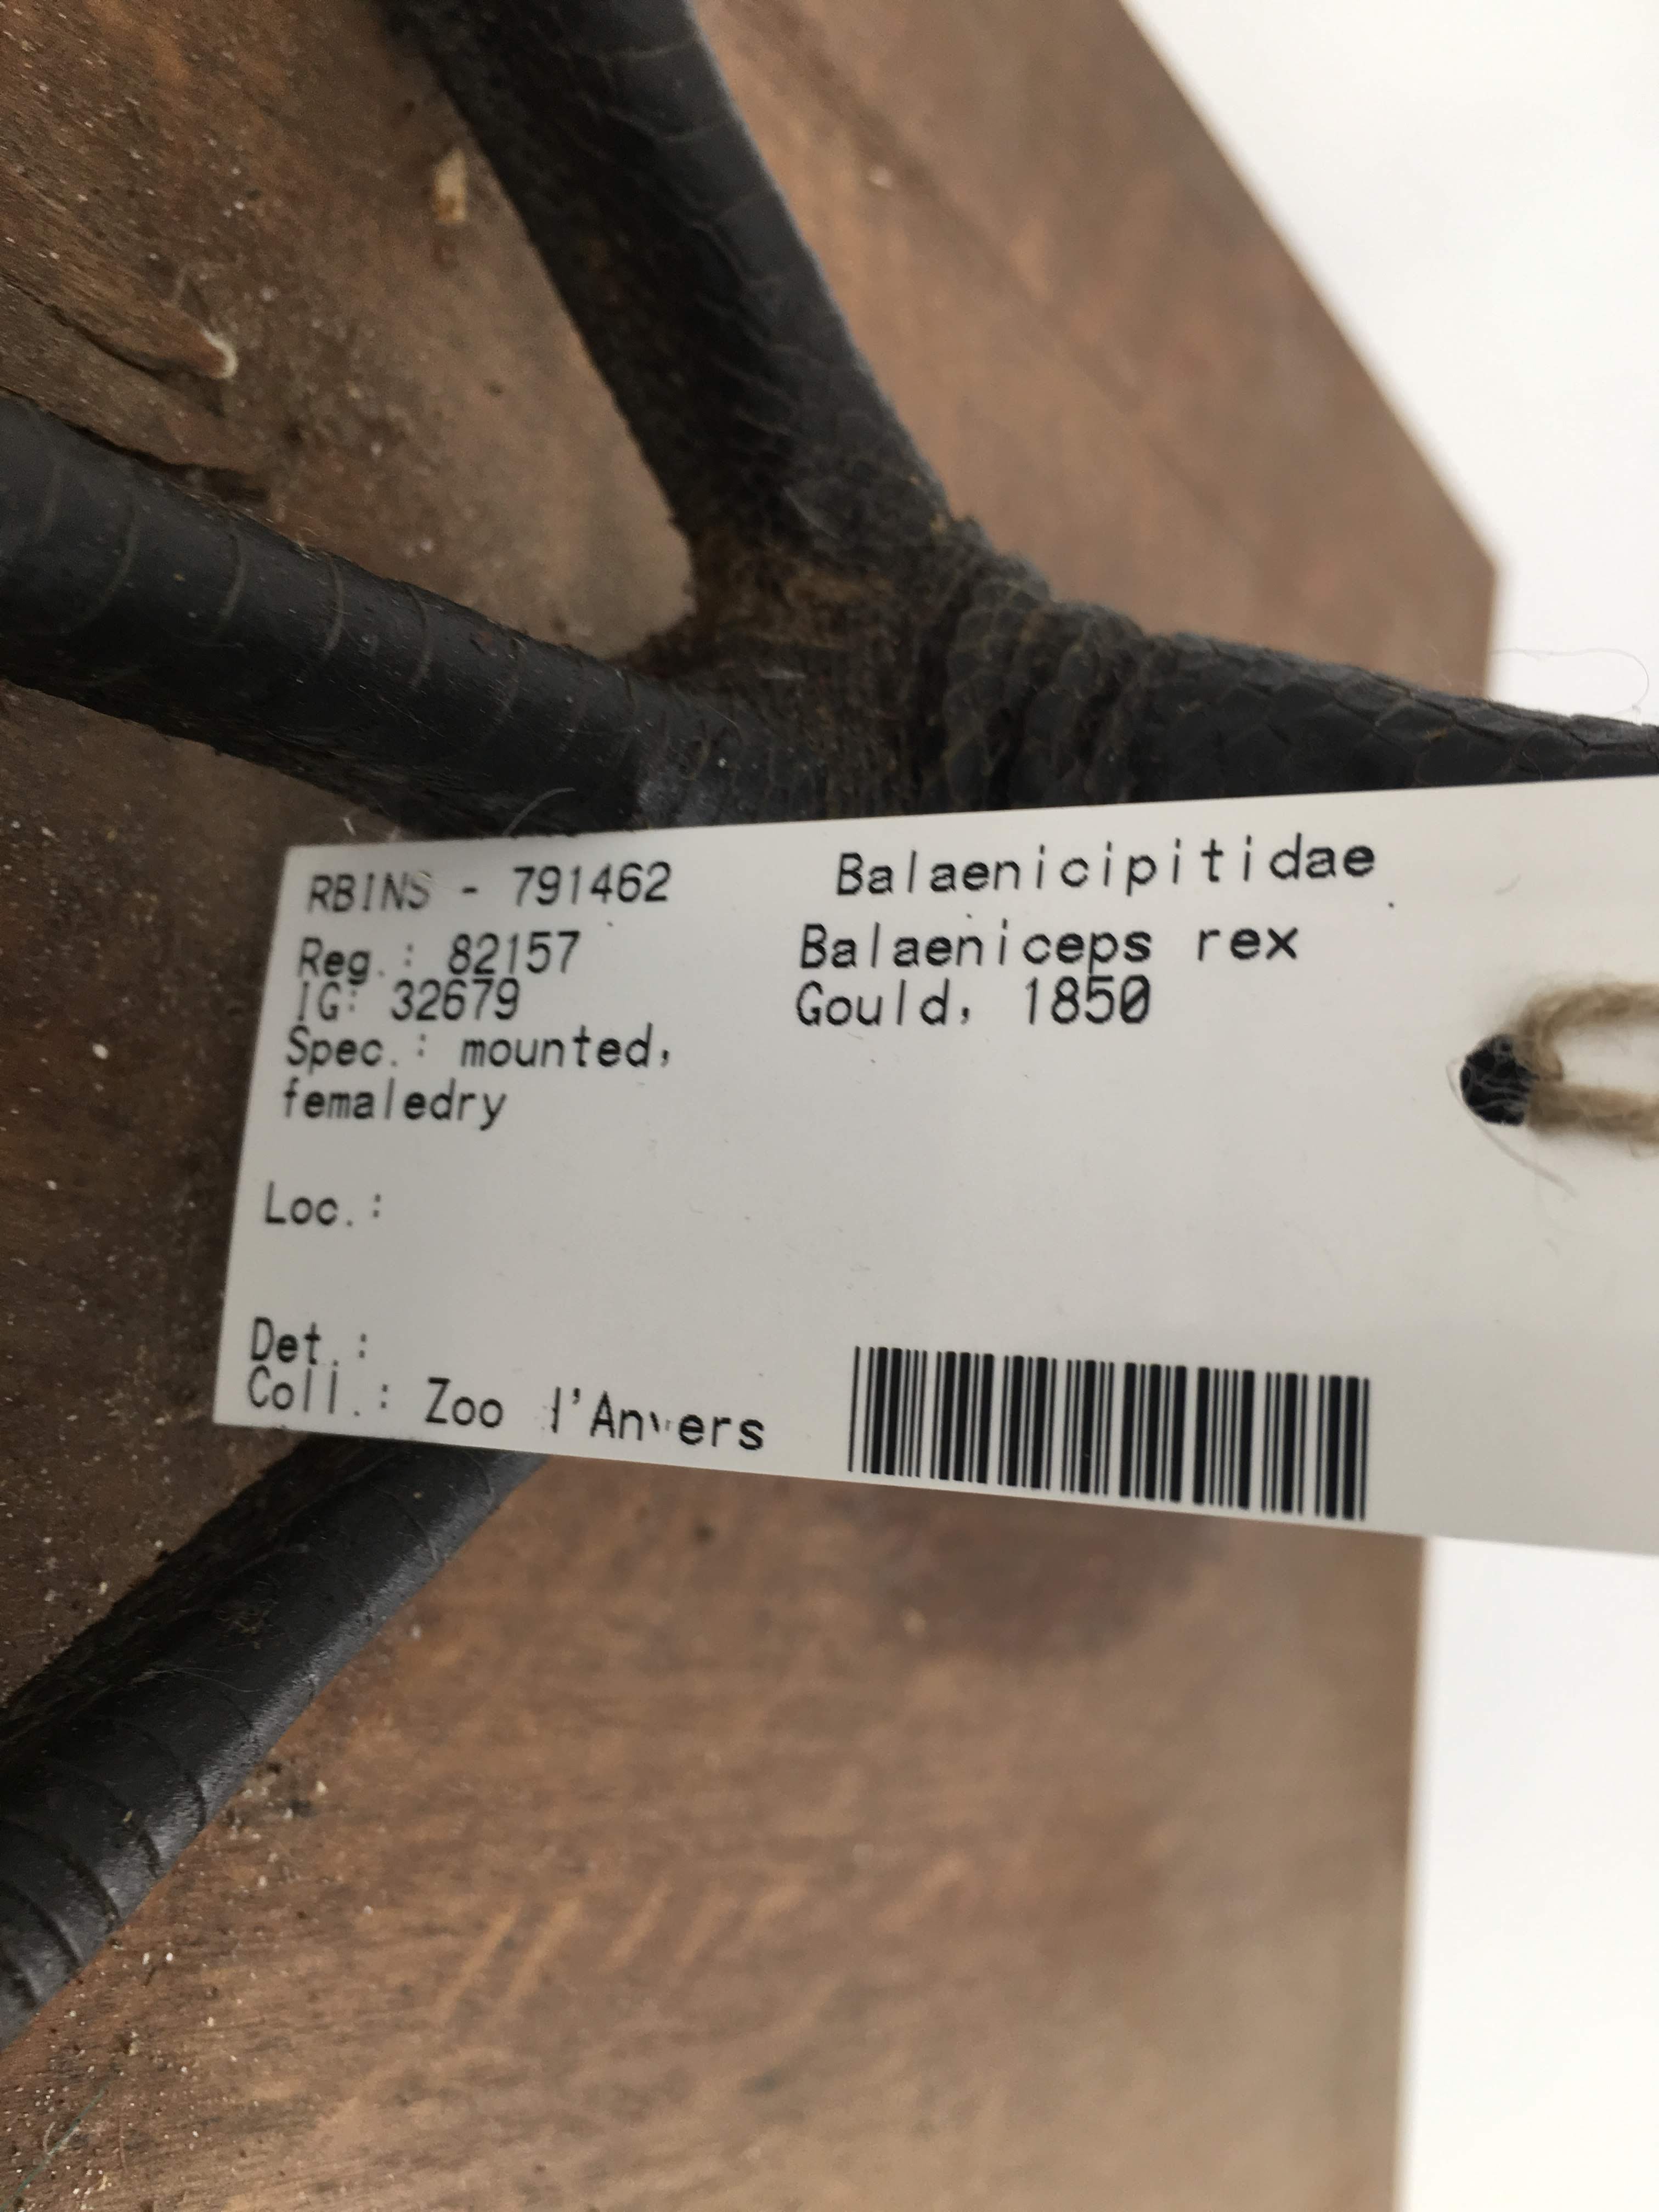 RBINS - 791462
Reg.: 82157
IG: 32679
Spec.: mounted,
femaledry
Loc.:
Det.:
Coll.: Zoo d'Anvers
Balaenicipitidae
Balaeniceps rex
Gould, 1850